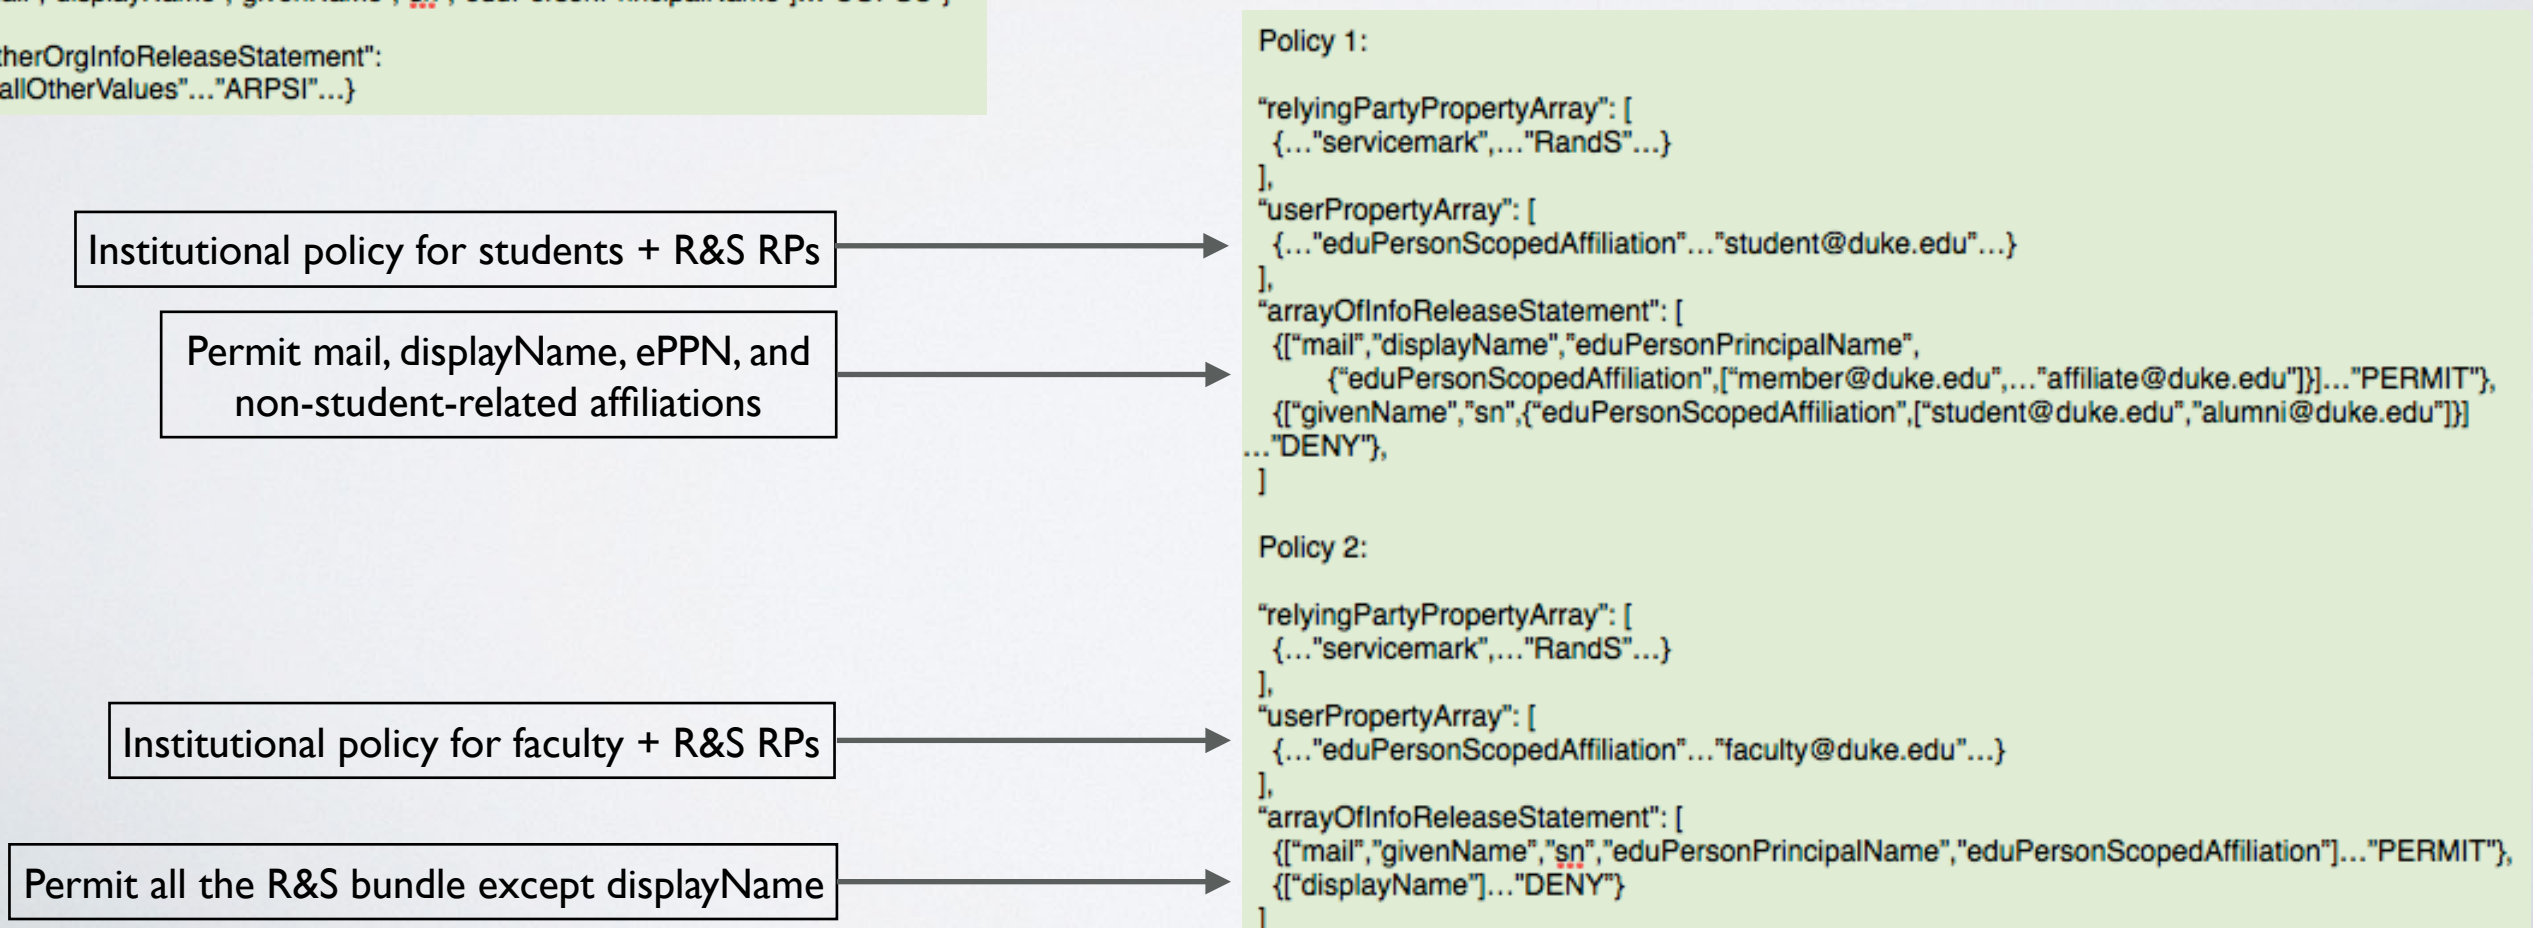 therOrgInfoReleaseStatement":
allOtherValues"…"ARPSI"…}
Institutional policy for students + R&S RPs
Permit mail, displayName, ePPN, and
non-student-related affiliations
Institutional policy for faculty + R&S RPs
Permit all the R&S bundle except displayName
Policy 1:
“relyingPartyPropertyArray": [
{…"servicemark",…"RandS"…}
],
“userPropertyArray": [
{…"eduPersonScopedAffiliation"…"student@duke.edu"…}
],
“arrayOfInfoReleaseStatement": [
{[“mail”,"displayName","eduPersonPrincipalName",
{“eduPersonScopedAffiliation",[“member@duke.edu",…"affiliate@duke.edu"]}]…"PERMIT"},
{[“givenName","sn",{“eduPersonScopedAffiliation",[“student@duke.edu","alumni@duke.edu"]}]
…"DENY"},
]
Policy 2:
“relyingPartyPropertyArray": [
{…"servicemark",…"RandS"…}
],
“userPropertyArray": [
{…"eduPersonScopedAffiliation"…"faculty@duke.edu"…}
],
“arrayOfInfoReleaseStatement": [
{[“mail","givenName","sn","eduPersonPrincipalName","eduPersonScopedAffiliation"]…"PERMIT"},
{[“displayName"]…"DENY"}
]